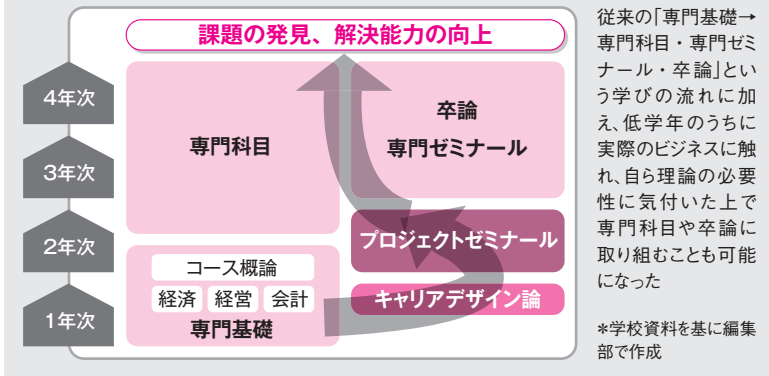 課題の発見、解決能力の向上
4年次
3年次
2年次
1年次
専門科目
卒論
専門ゼミナール
プロジェクトゼミナール
コース概論
経済 経営 会計
専門基礎
キャリアデザイン論
従来の「専門基礎→
専門科目・専門ゼミ
ナール・卒論」とい
う学びの流れに加
え、低学年のうちに
実際のビジネスに触
れ、自ら理論の必要
性に気付いた上で
専門科目や卒論に
取り組むことも可能
になった
*学校資料を基に編集
部で作成